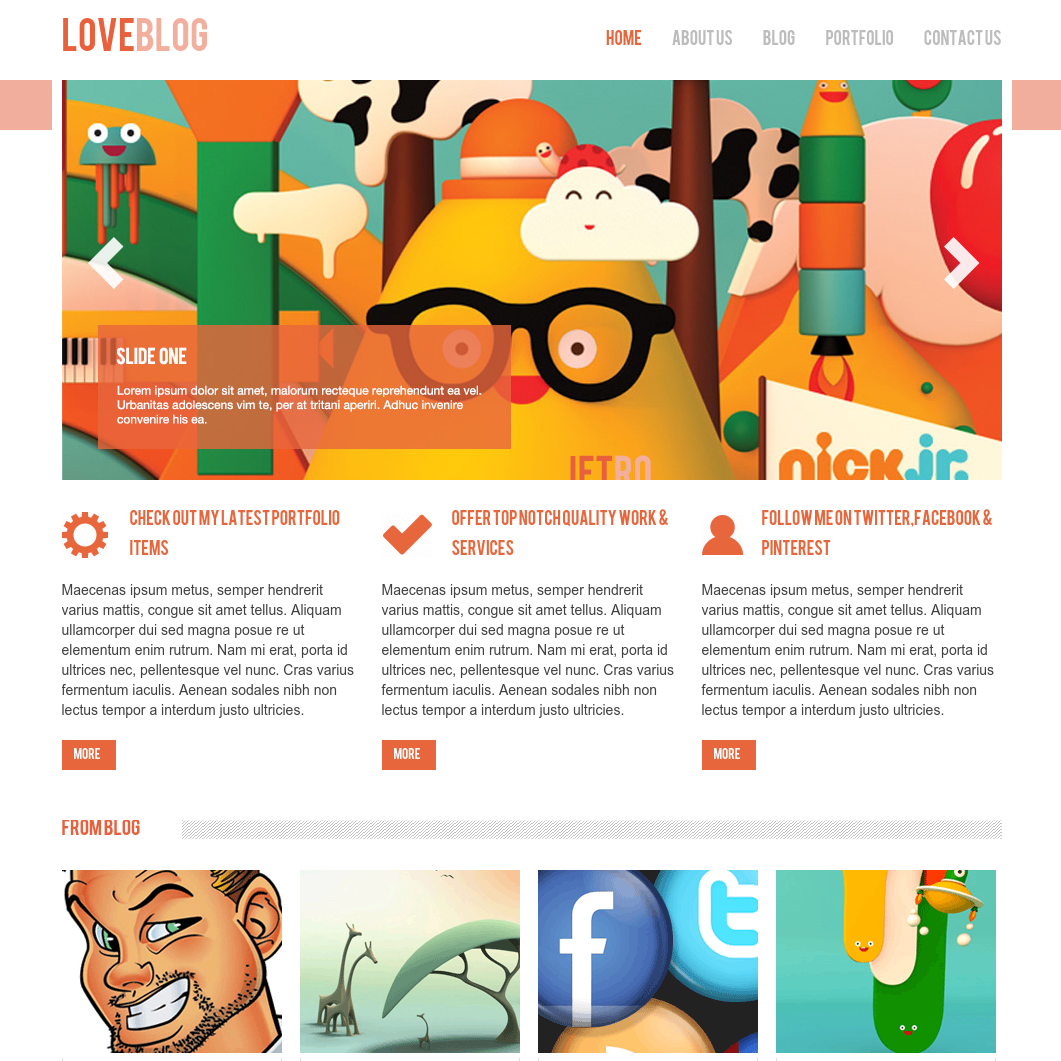 LOVEBLOG
HOME ABOUT US BLOG PORTFOLIO CONTACT US
SLIDE ONE
Lorem ipsum dolor sit amet, malorum recteque reprehendunt ea vel.
Urbanitas adolescens vim te, per at tritani aperiri. Adhuc invenire
convenire his ea.
nick jr.
CHECK OUT MY LATEST PORTFOLIO
ITEMS
Maecenas ipsum metus, semper hendrerit
varius mattis, congue sit amet tellus. Aliquam
ullamcorper dui sed magna posue re ut
elementum enim rutrum. Nam mi erat, porta id
ultrices nec, pellentesque vel nunc. Cras varius
fermentum iaculis. Aenean sodales nibh non
lectus tempor a interdum justo ultricies.
MORE
OFFER TOP NOTCH QUALITY WORK &
SERVICES
Maecenas ipsum metus, semper hendrerit
varius mattis, congue sit amet tellus. Aliquam
ullamcorper dui sed magna posue re ut
elementum enim rutrum. Nam mi erat, porta id
ultrices nec, pellentesque vel nunc. Cras varius
fermentum iaculis. Aenean sodales nibh non
lectus tempor a interdum justo ultricies.
MORE
FOLLOW ME ON TWITTER,FACEBOOK &
PINTEREST
Maecenas ipsum metus, semper hendrerit
varius mattis, congue sit amet tellus. Aliquam
ullamcorper dui sed magna posue re ut
elementum enim rutrum. Nam mi erat, porta id
ultrices nec, pellentesque vel nunc. Cras varius
fermentum iaculis. Aenean sodales nibh non
lectus tempor a interdum justo ultricies.
MORE
FROM BLOG
f t